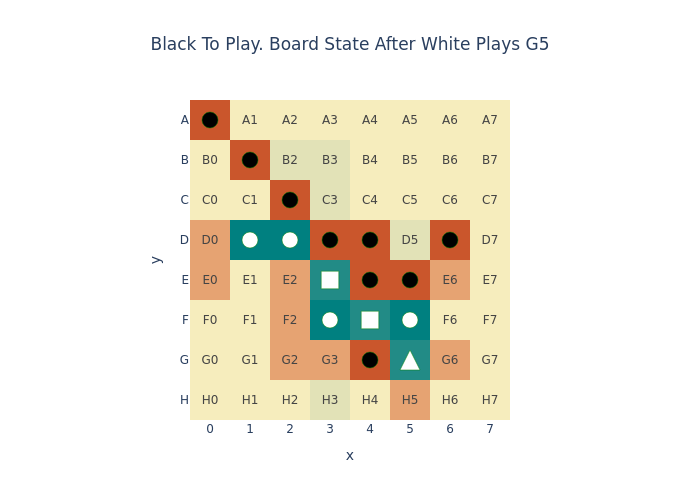 Black To Play. Board State After White Plays G5
A A1 A2 A3 A4 A5 A6 A7
B B0 B2 B3 B4 B5 B6 B7
C C0 C1 C3 C4 C5 C6 C7
D D0 D5 D7
E E0 E1 E2 E6 E7
F F0 F1 F2 F6 F7
G G0 G1 G2 G3 G6 G7
H H0 H1 H2 H3 H4 H5 H6 H7
0 1 2 3 4 5 6 7
x
y